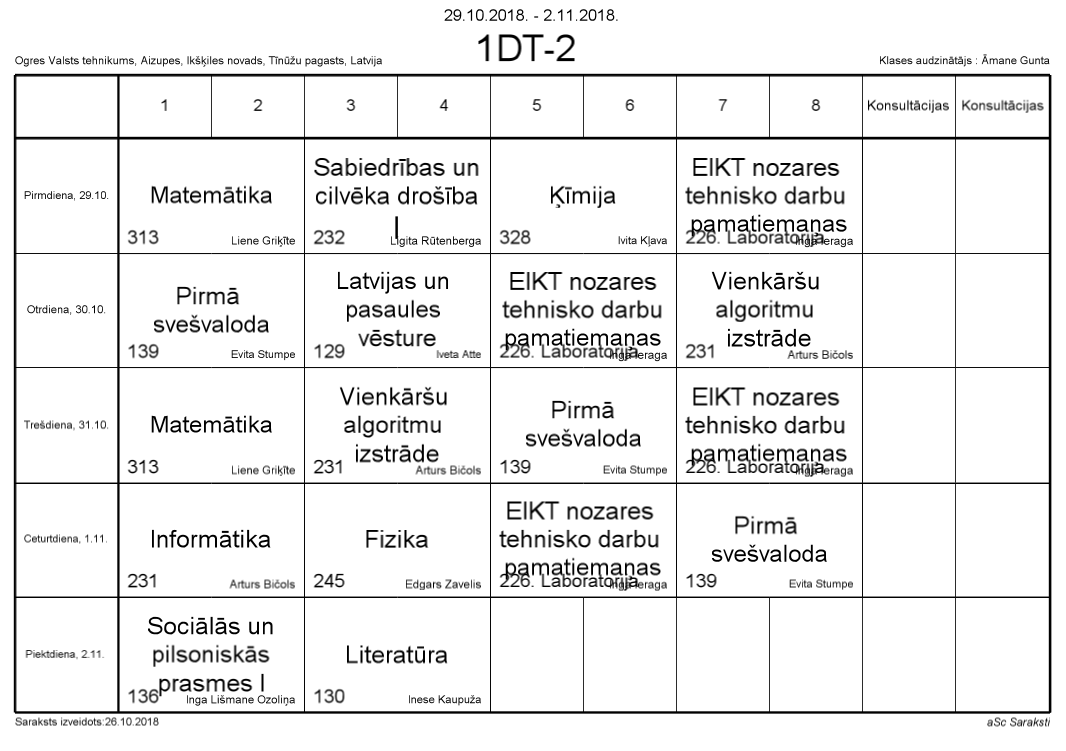 29.10.2018. - 2.11.2018.
1DT-2
Ogres Valsts tehnikums, Aizupes, Ikšķiles novads, Tīnūžu pagasts, Latvija
Klases audzinātājs : Āmane Gunta
1 2 3 4 5 6 7 8 Konsultācijas Konsultācijas
Pirmdiena, 29.10.
Matemātika
313 Liene Griķīte
Sabiedrības un
cilvēka drošība
I
232 Ligita Rūtenberga
Ķīmija
328 Ivita Kļava
EIKT nozares
tehnisko darbu
pamatiemaņas
226. Laboratorija Inga Ieraga
Otrdiena, 30.10.
Pirmā
svešvaloda
139 Evita Stumpe
Latvijas un
pasaules
vēsture
129 Iveta Atte
EIKT nozares
tehnisko darbu
pamatiemaņas
226. Laboratorija Inga Ieraga
Vienkāršu
algoritmu
izstrāde
231 Arturs Bičols
Trešdiena, 31.10.
Matemātika
313 Liene Griķīte
Vienkāršu
algoritmu
izstrāde
231 Arturs Bičols
Pirmā
svešvaloda
139 Evita Stumpe
EIKT nozares
tehnisko darbu
pamatiemaņas
226. Laboratorija Inga Ieraga
Ceturtdiena, 1.11.
Informātika
231 Arturs Bičols
Fizika
245 Edgars Zavelis
EIKT nozares
tehnisko darbu
pamatiemaņas
226. Laboratorija Inga Ieraga
Pirmā
svešvaloda
139 Evita Stumpe
Piektdiena, 2.11.
Sociālās un
pilsoniskās
prasmes I
136 Inga Lišmane Ozoliņa
Literatūra
130 Inese Kaupuža
Saraksts izveidots:26.10.2018
aSc Saraksti